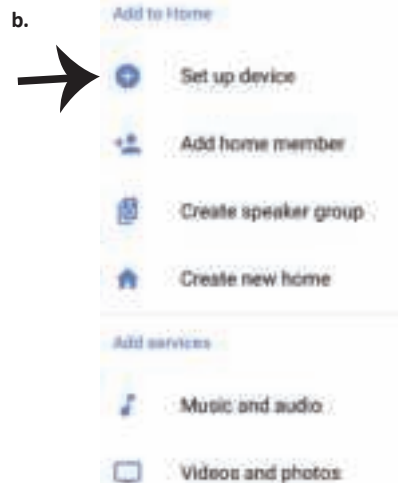 b.
Add to Home
Set up device
Add home member
Create speaker group
Create new home
Add services
Music and audio
Videos and photos